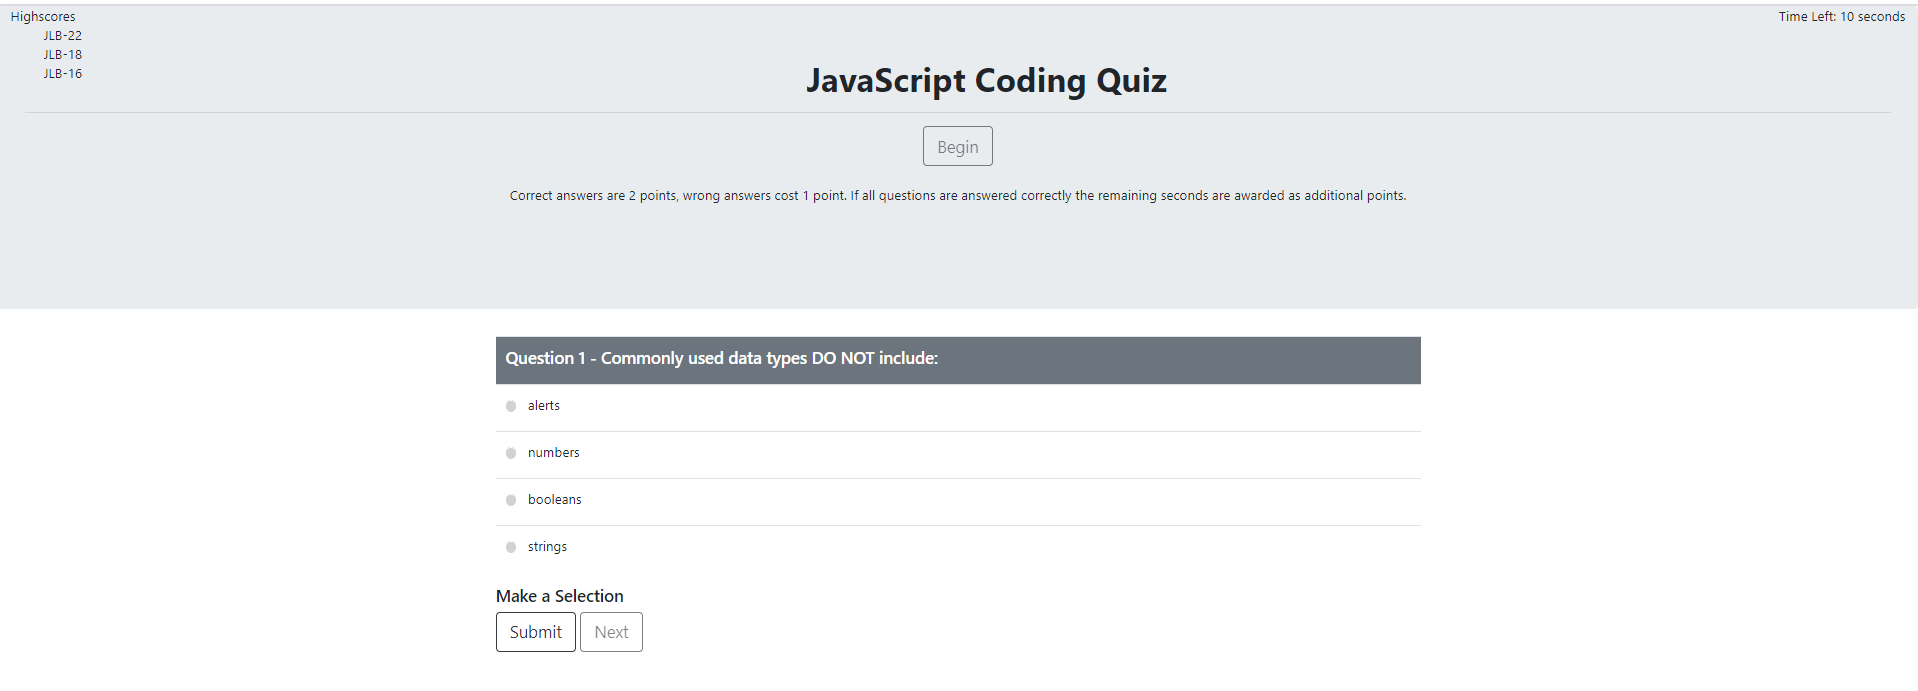 Highscores
JLB-22
JLB-18
JLB-16
Time Left: 10 seconds
JavaScript Coding Quiz
Begin
Correct answers are 2 points, wrong answers cost 1 point. If all questions are answered correctly the remaining seconds are awarded as additional points.
Question 1 - Commonly used data types DO NOT include:
alerts
numbers
booleans
strings
Make a Selection
Submit Next